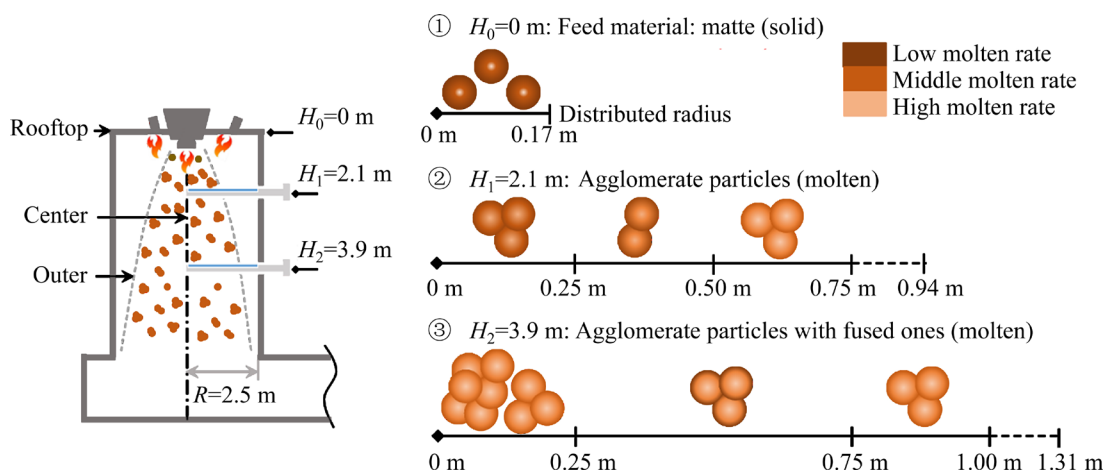 Rooftop
Center
Outer
H₀=0 m
H₁=2.1 m
H₂=3.9 m
R=2.5 m
① H₀=0 m: Feed material: matte (solid)
0 m
0.17 m
Distributed radius
Low molten rate
Middle molten rate
High molten rate
② H₁=2.1 m: Agglomerate particles (molten)
0 m 0.25 m 0.50 m 0.75 m 0.94 m
③ H₂=3.9 m: Agglomerate particles with fused ones (molten)
0 m 0.25 m 0.75 m 1.00 m 1.31 m